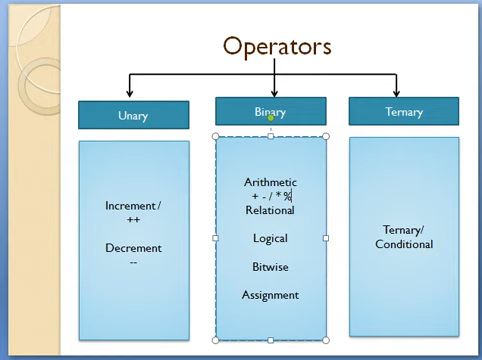 Operators
Unary
Binary
Ternary
Increment /
++
Decrement
--
Arithmetic
+ - / * %
Relational
Logical
Bitwise
Assignment
Ternary/
Conditional